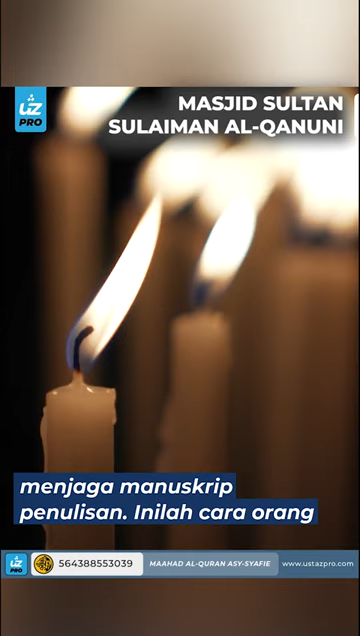 UZ
PRO
MASJID SULTAN
SULAIMAN AL-QANUNI
menjaga manuskrip
penulisan. Inilah cara orang
UZ
PRO
564388553039
MAAHAD AL-QURAN ASY-SYAFIE
www.ustazpro.com